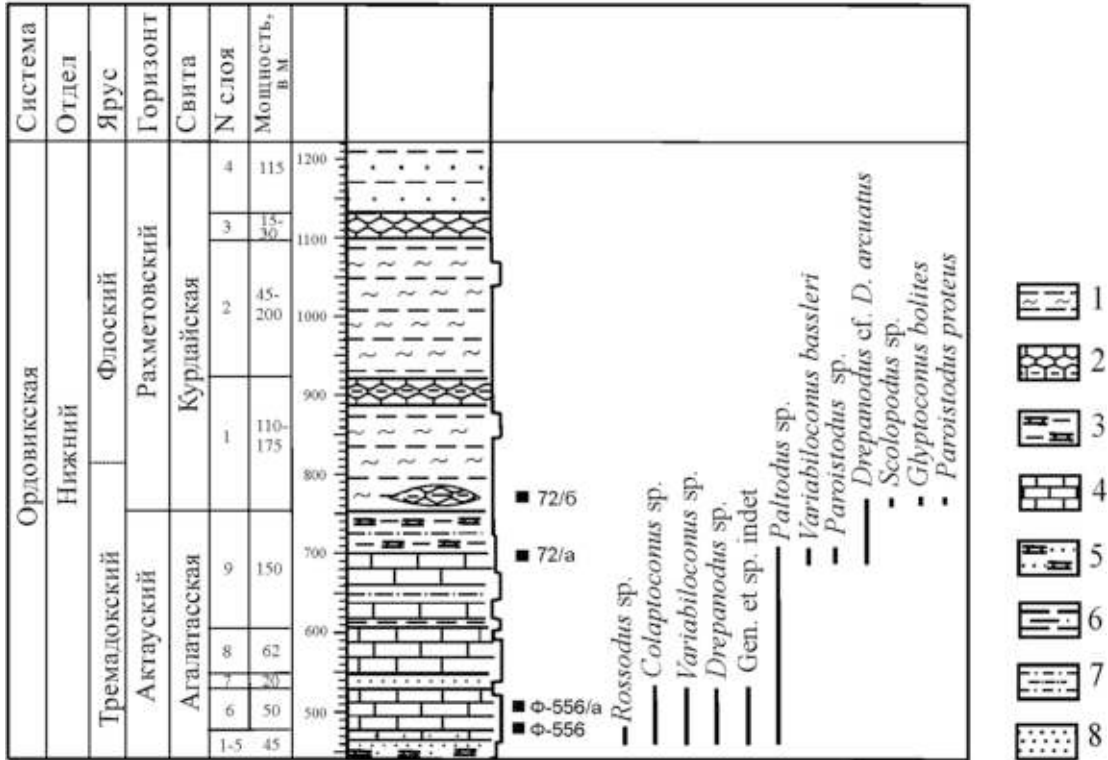 Система
Отдел
Ярус
Горизонт
Свита
N слоя
Мощность, в м
Ордовикская
Нижний
Флоский
Тремадокский
Рахметовский
Актауский
Курдайская
Агалатасская
4 115
3 15-30
2 45-200
1 110-175
9 150
8 62
7 20
6 50
1-5 45
1200
1100
1000
900
800
700
600
500
72/б
72/а
Ф-556/а
Ф-556
Rossodus sp.
Colaptoconus sp.
Variabiloconus sp.
Drepanodus sp.
Gen. et sp. indet
Paltodus sp.
Variabiloconus bassleri
Paroistodus sp.
Drepanodus cf. D. arcuatus
Scolopodus sp.
Glyptoconus bolites
Paroistodus proteus
1
2
3
4
5
6
7
8